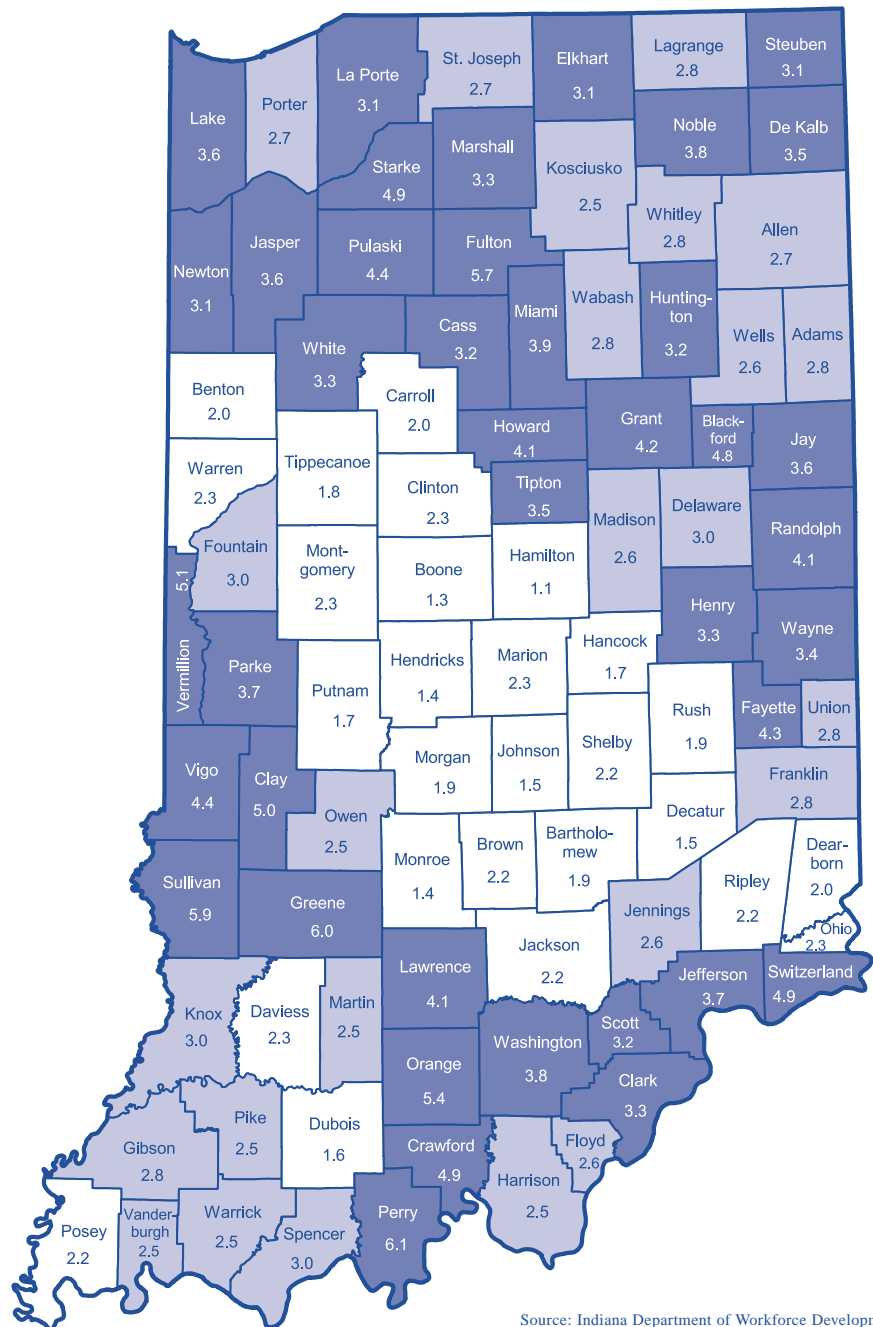 Lake
3.6
Porter
2.7
La Porte
3.1
St. Joseph
2.7
Elkhart
3.1
Lagrange
2.8
Steuben
3.1
Starke
4.9
Marshall
3.3
Kosciusko
2.5
Noble
3.8
De Kalb
3.5
Whitley
2.8
Allen
2.7
Newton
3.1
Jasper
3.6
Pulaski
4.4
Fulton
5.7
White
3.3
Cass
3.2
Miami
3.9
Wabash
2.8
Hunting-
ton
3.2
Wells
2.6
Adams
2.8
Benton
2.0
Carroll
2.0
Howard
4.1
Grant
4.2
Black-
ford
4.8
Jay
3.6
Warren
2.3
Tippecanoe
1.8
Clinton
2.3
Tipton
3.5
Madison
2.6
Delaware
3.0
Randolph
4.1
Fountain
3.0
Mont-
gomery
2.3
Boone
1.3
Hamilton
1.1
Henry
3.3
Wayne
3.4
Vermillion
5.1
Parke
3.7
Putnam
1.7
Hendricks
1.4
Marion
2.3
Hancock
1.7
Rush
1.9
Fayette
4.3
Union
2.8
Vigo
4.4
Clay
5.0
Owen
2.5
Morgan
1.9
Johnson
1.5
Shelby
2.2
Decatur
1.5
Franklin
2.8
Sullivan
5.9
Greene
6.0
Monroe
1.4
Brown
2.2
Bartholo-
mew
1.9
Jennings
2.6
Ripley
2.2
Dear-
born
2.0
Ohio
2.3
Knox
3.0
Daviess
2.3
Martin
2.5
Lawrence
4.1
Jackson
2.2
Jefferson
3.7
Switzerland
4.9
Scott
3.2
Washington
3.8
Orange
5.4
Clark
3.3
Gibson
2.8
Pike
2.5
Dubois
1.6
Crawford
4.9
Harrison
2.5
Floyd
2.6
Posey
2.2
Vander-
burgh
2.5
Warrick
2.5
Spencer
3.0
Perry
6.1
Source: Indiana Department of Workforce Develop